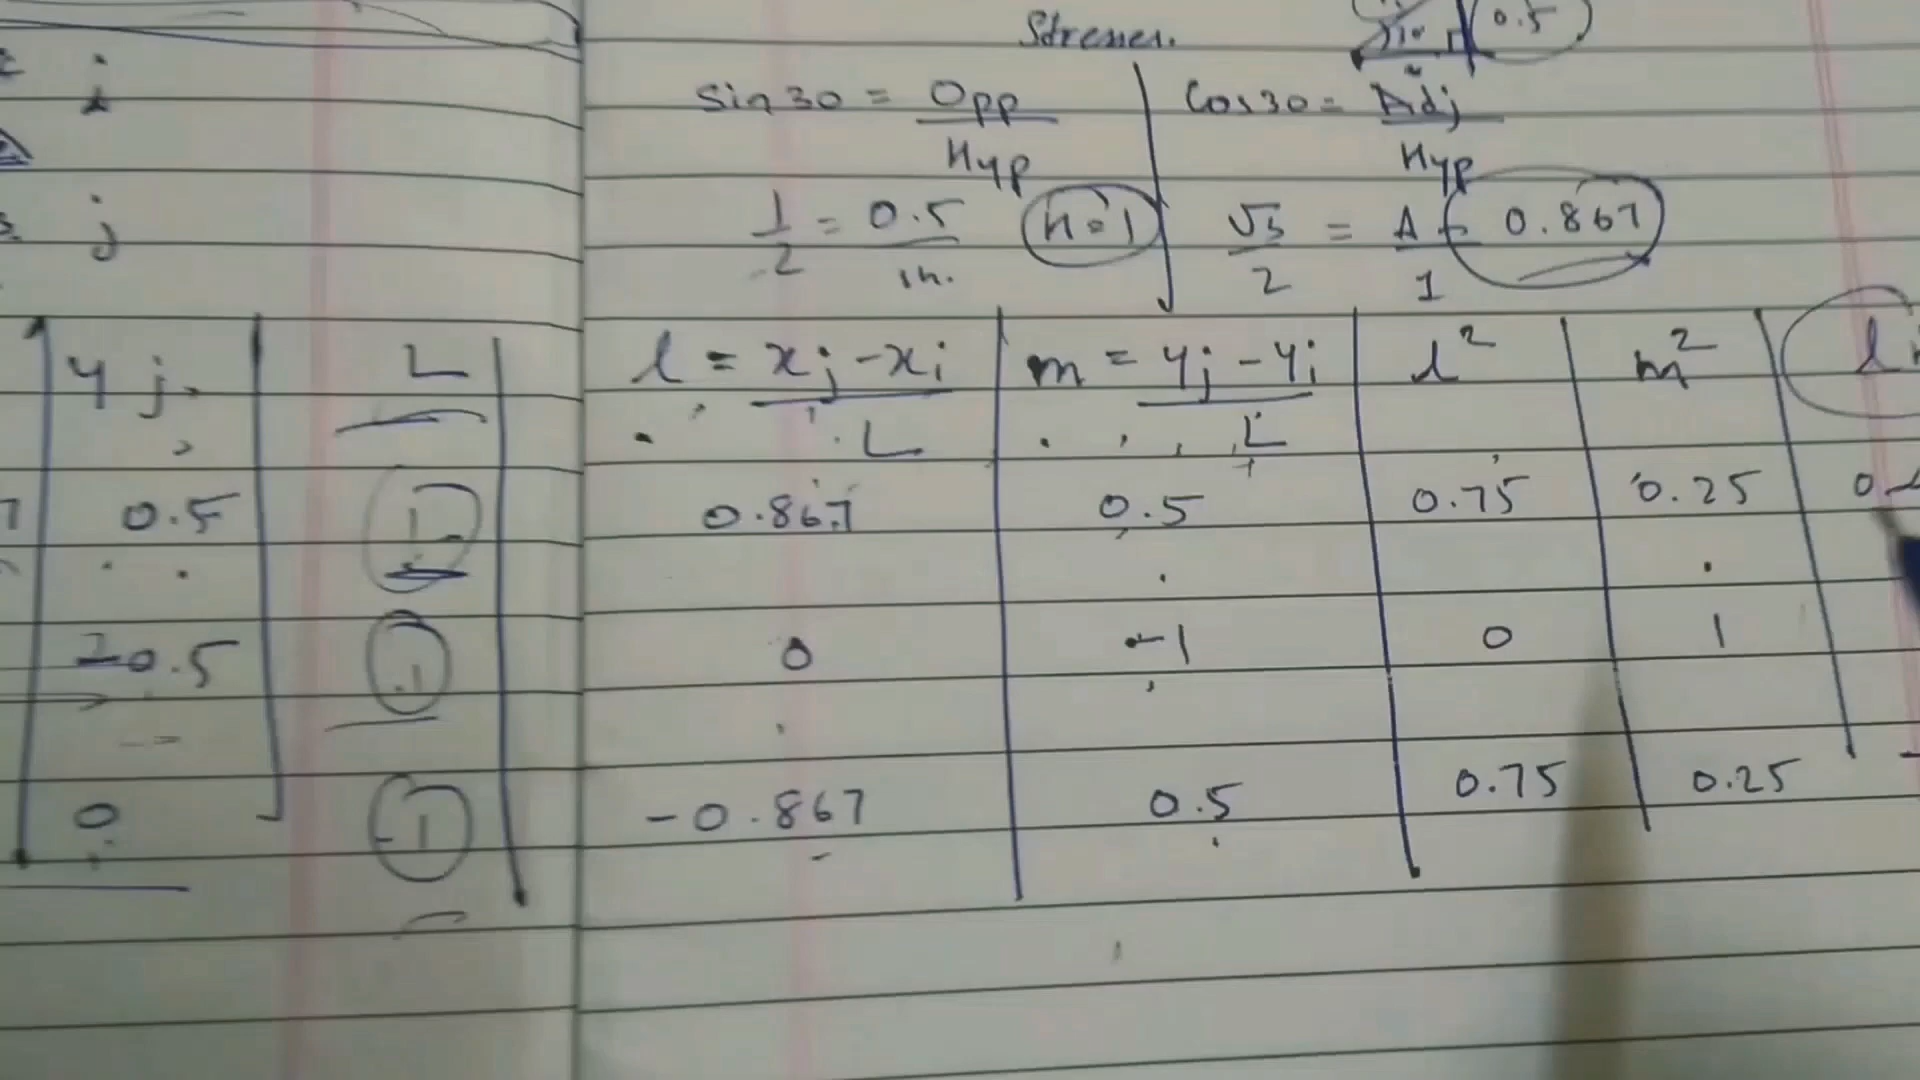 Stresses.
0.5
i
Sin 30 = Opp / Hyp
Cos 30 = Adj / Hyp
j
1/2 = 0.5 / h. h=1
√3/2 = A/1 = 0.867
yj L l = xj - xi / L m = yj - yi / L l² m² l
7 0.5 1 0.867 0.5 0.75 0.25
-0.5 1 0 -1 0 1
0 1 -0.867 0.5 0.75 0.25